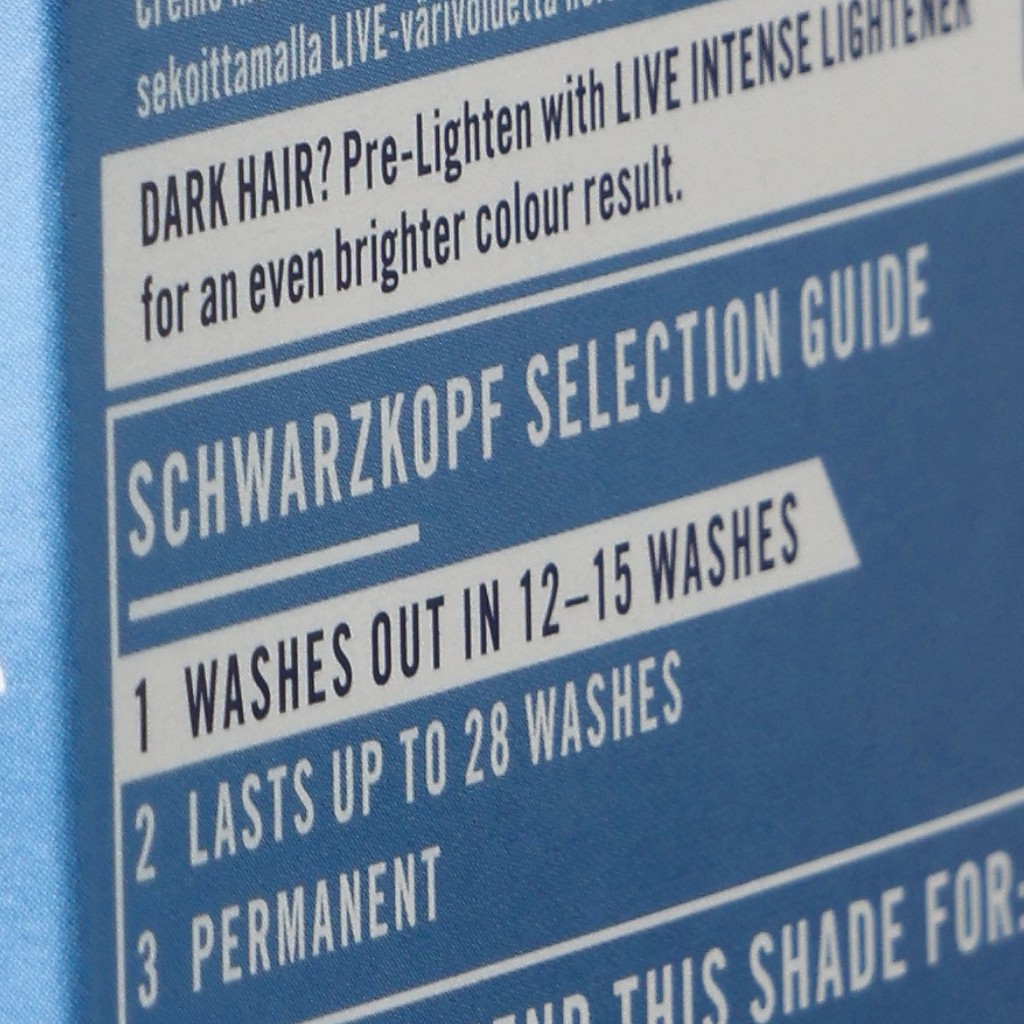 sekoittamalla LIVE-värivoidetta
DARK HAIR? Pre-Lighten with LIVE INTENSE LIGHTENER
for an even brighter colour result.
SCHWARZKOPF SELECTION GUIDE
1 WASHES OUT IN 12–15 WASHES
2 LASTS UP TO 28 WASHES
3 PERMANENT
THIS SHADE FOR: